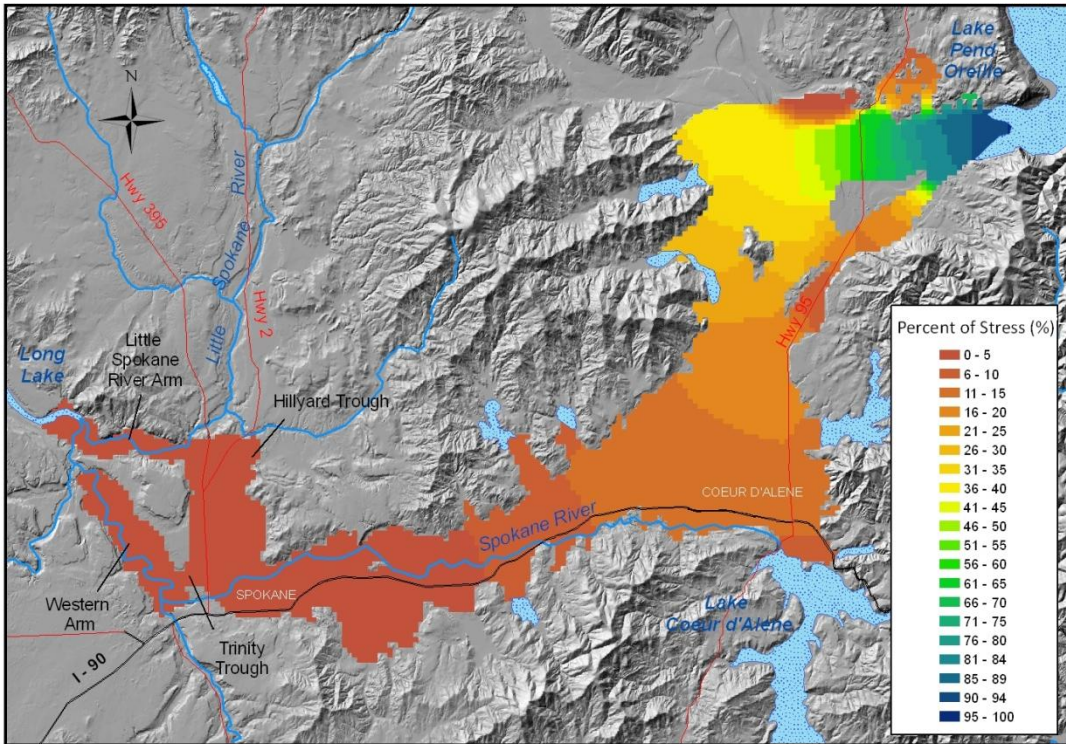 N
Lake
Pend
Oreille
Hwy 395
Little Spokane River
Hwy 2
Hwy 95
Long
Lake
Little
Spokane
River Arm
Hillyard Trough
COEUR D'ALENE
Spokane River
SPOKANE
Western
Arm
Trinity
Trough
I - 90
Lake
Coeur d'Alene
Percent of Stress (%)
0 - 5
6 - 10
11 - 15
16 - 20
21 - 25
26 - 30
31 - 35
36 - 40
41 - 45
46 - 50
51 - 55
56 - 60
61 - 65
66 - 70
71 - 75
76 - 80
81 - 84
85 - 89
90 - 94
95 - 100